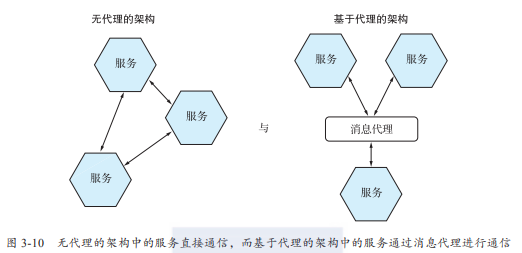 无代理的架构
基于代理的架构
服务
服务
服务
与
服务
服务
消息代理
服务
图 3-10 无代理的架构中的服务直接通信，而基于代理的架构中的服务通过消息代理进行通信